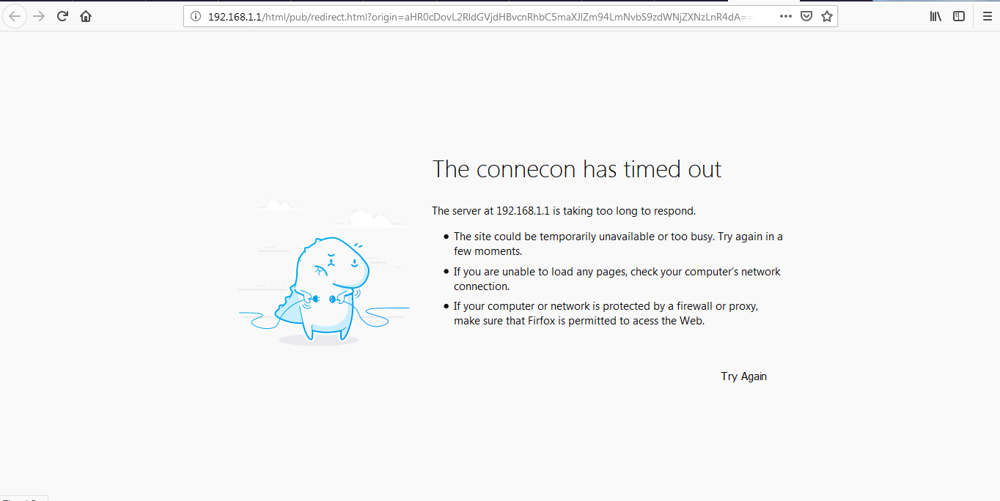 192.168.1.1/html/pub/redirect.html?origin=aHR0cDovL2RldGVjdHBvcnRhbC5maXJlZm94LmNvbS9zdWNjZXNzLnR4dA==
The connecon has timed out
The server at 192.168.1.1 is taking too long to respond.
The site could be temporarily unavailable or too busy. Try again in a
few moments.
If you are unable to load any pages, check your computer's network
connection.
If your computer or network is protected by a firewall or proxy,
make sure that Firfox is permitted to acess the Web.
Try Again